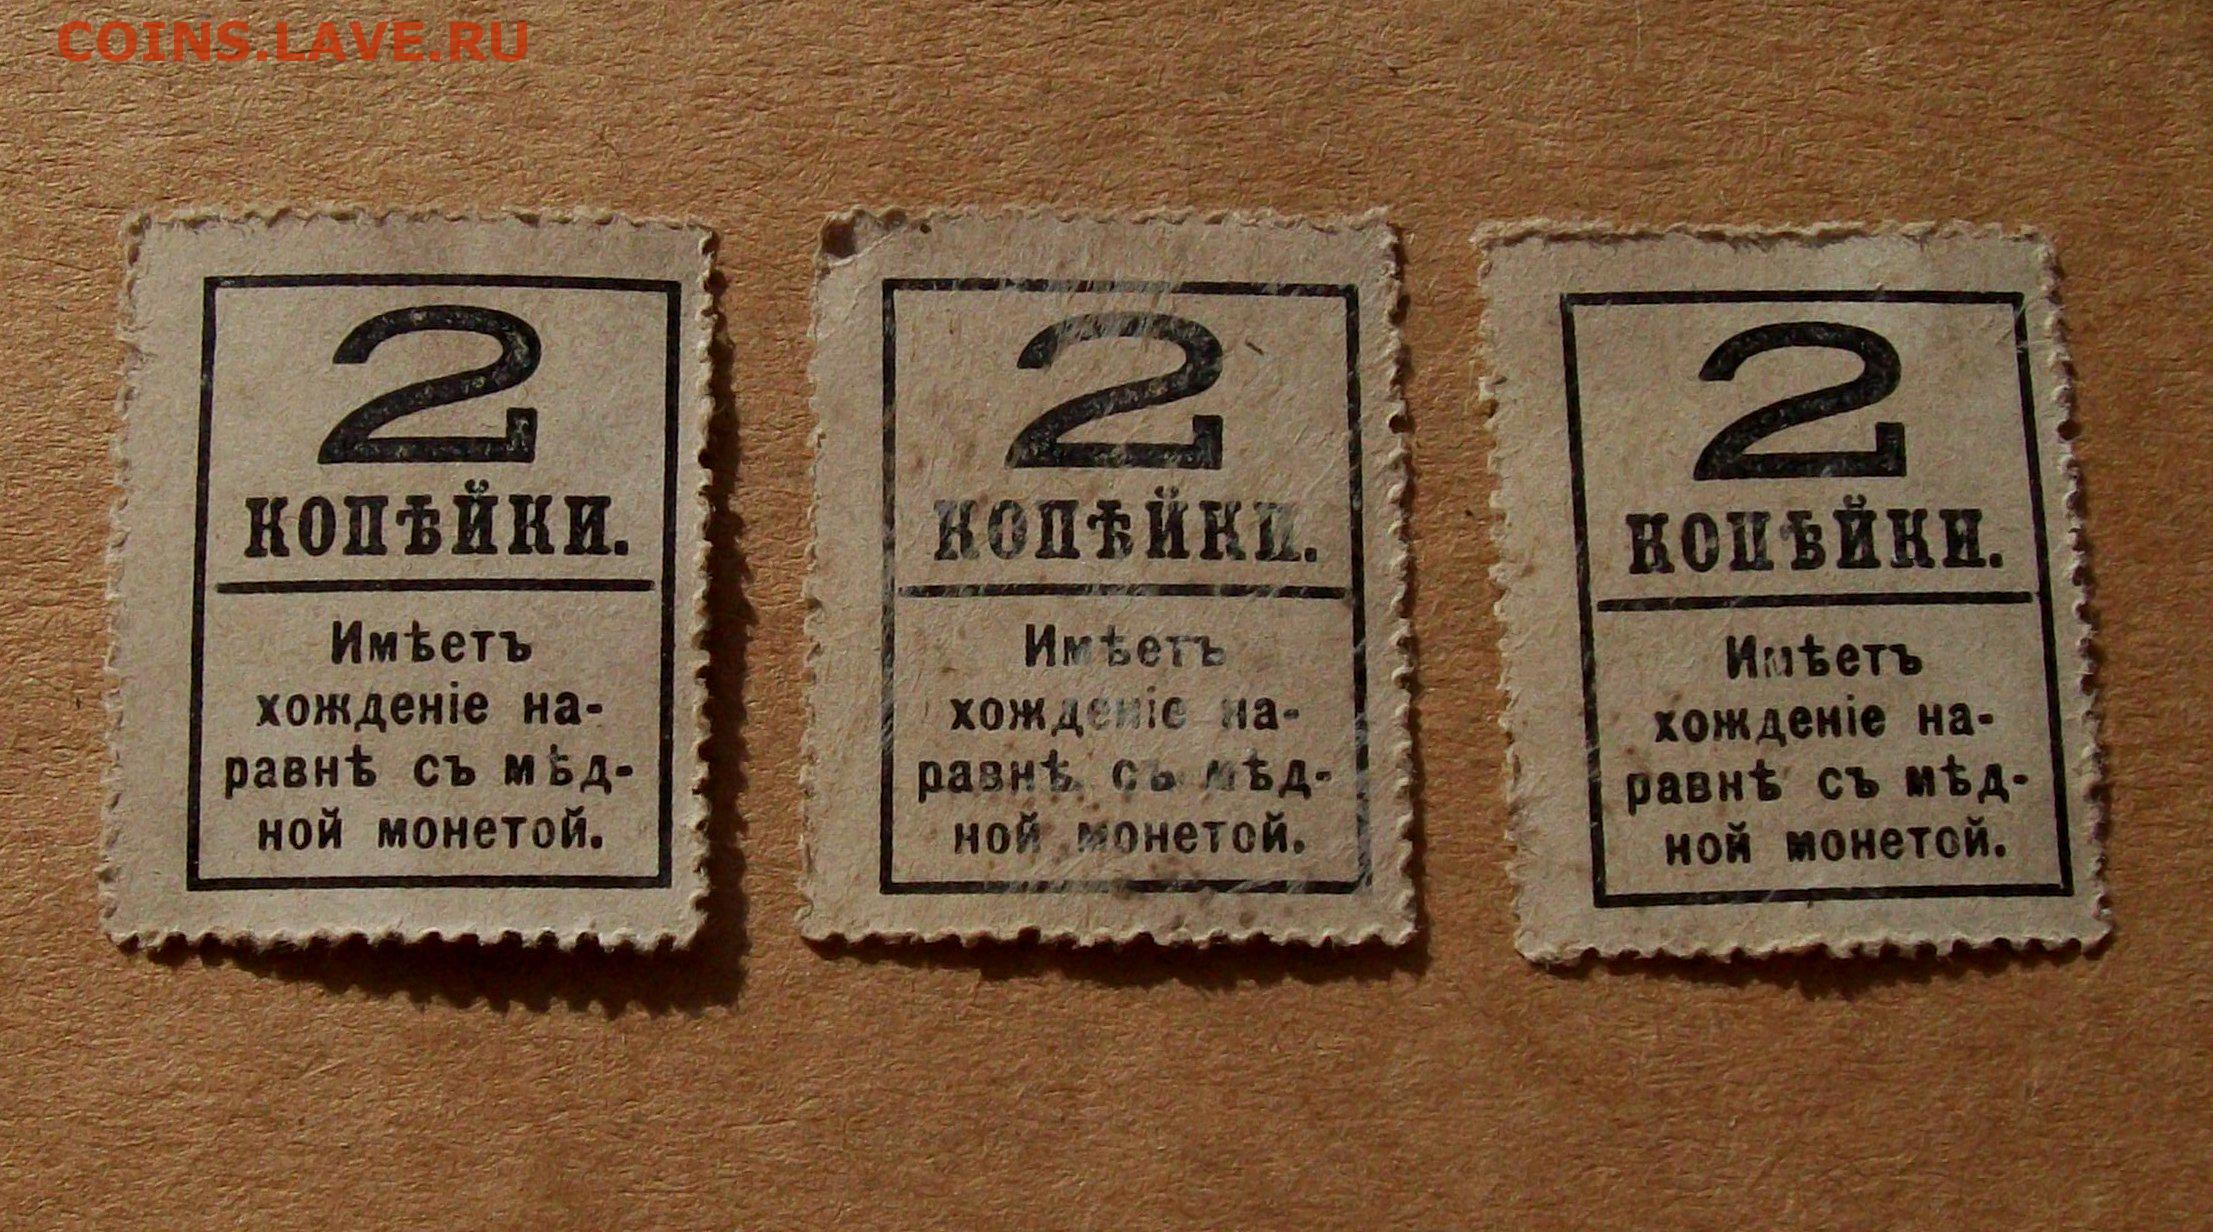 COINS.LAVE.RU
2
КОПѢЙКИ.
Имѣетъ
хожденіе на-
равнѣ съ мѣд-
ной монетой.
2
КОПѢЙКИ.
Имѣетъ
хожденіе на-
равнѣ съ мѣд-
ной монетой.
2
КОПѢЙКИ.
Имѣетъ
хожденіе на-
равнѣ съ мѣд-
ной монетой.